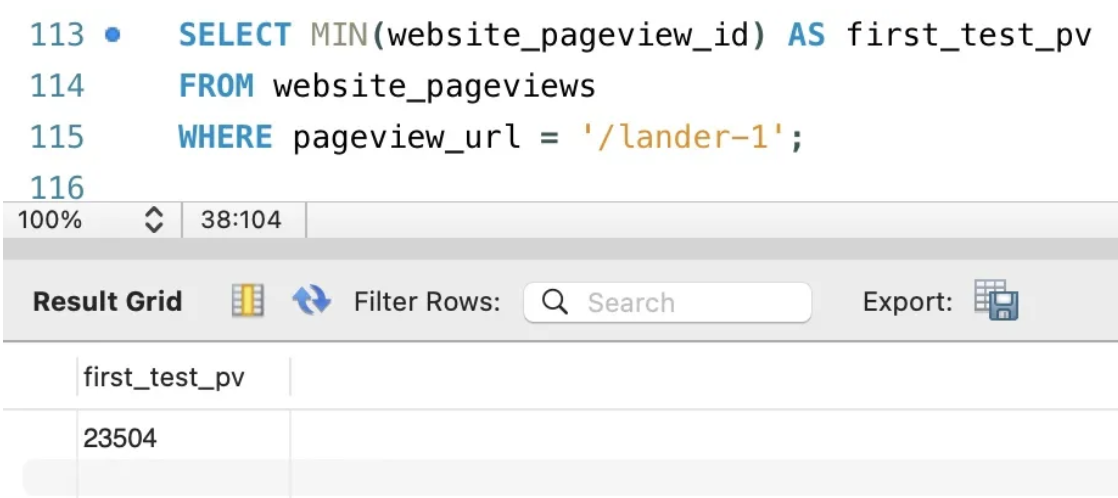 113 SELECT MIN(website_pageview_id) AS first_test_pv
114 FROM website_pageviews
115 WHERE pageview_url = '/lander-1';
116
100% 38:104
Result Grid Filter Rows: Search Export:
first_test_pv
23504